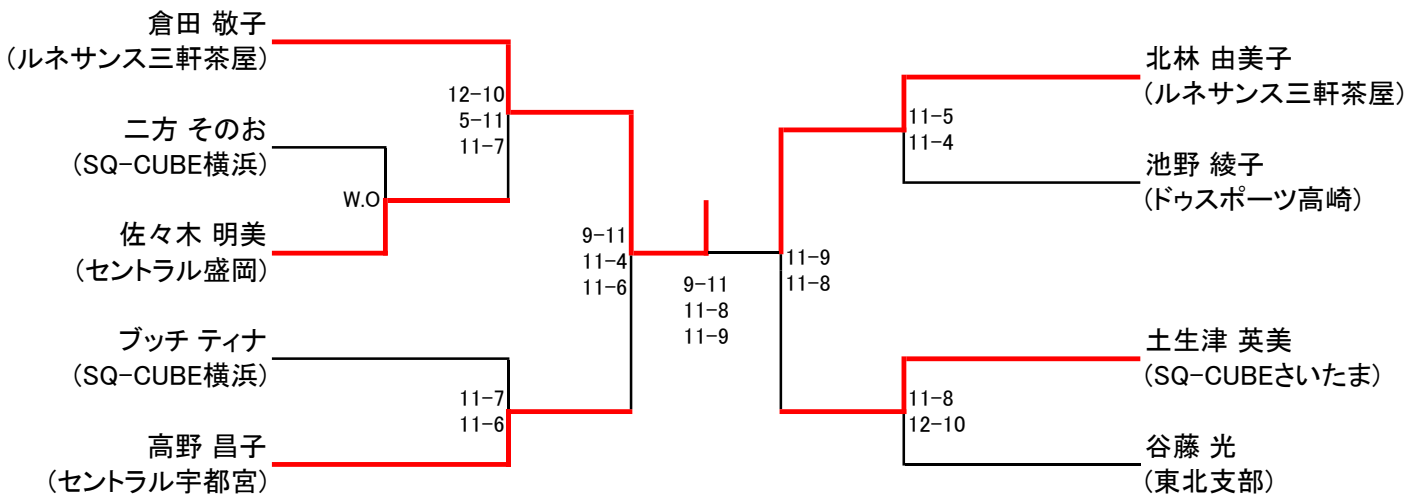 倉田 敬子
(ルネサンス三軒茶屋)
12-10
5-11
11-7
二方 そのお
(SQ-CUBE横浜)
W.O
佐々木 明美
(セントラル盛岡)
9-11
11-4
11-6
ブッチ ティナ
(SQ-CUBE横浜)
11-7
11-6
高野 昌子
(セントラル宇都宮)
9-11
11-8
11-9
北林 由美子
(ルネサンス三軒茶屋)
11-5
11-4
池野 綾子
(ドゥスポーツ高崎)
11-9
11-8
土生津 英美
(SQ-CUBEさいたま)
11-8
12-10
谷藤 光
(東北支部)